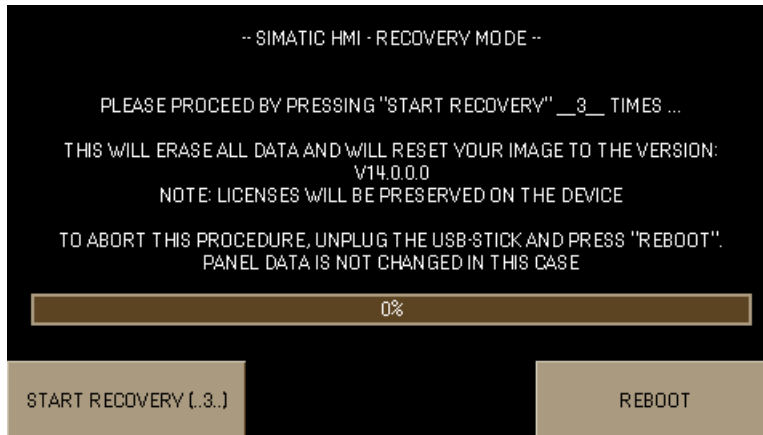 -- SIMATIC HMI - RECOVERY MODE --
PLEASE PROCEED BY PRESSING "START RECOVERY" __3__ TIMES ...
THIS WILL ERASE ALL DATA AND WILL RESET YOUR IMAGE TO THE VERSION:
V14.0.0.0
NOTE: LICENSES WILL BE PRESERVED ON THE DEVICE
TO ABORT THIS PROCEDURE, UNPLUG THE USB-STICK AND PRESS "REBOOT".
PANEL DATA IS NOT CHANGED IN THIS CASE
0%
START RECOVERY (..3..)
REBOOT